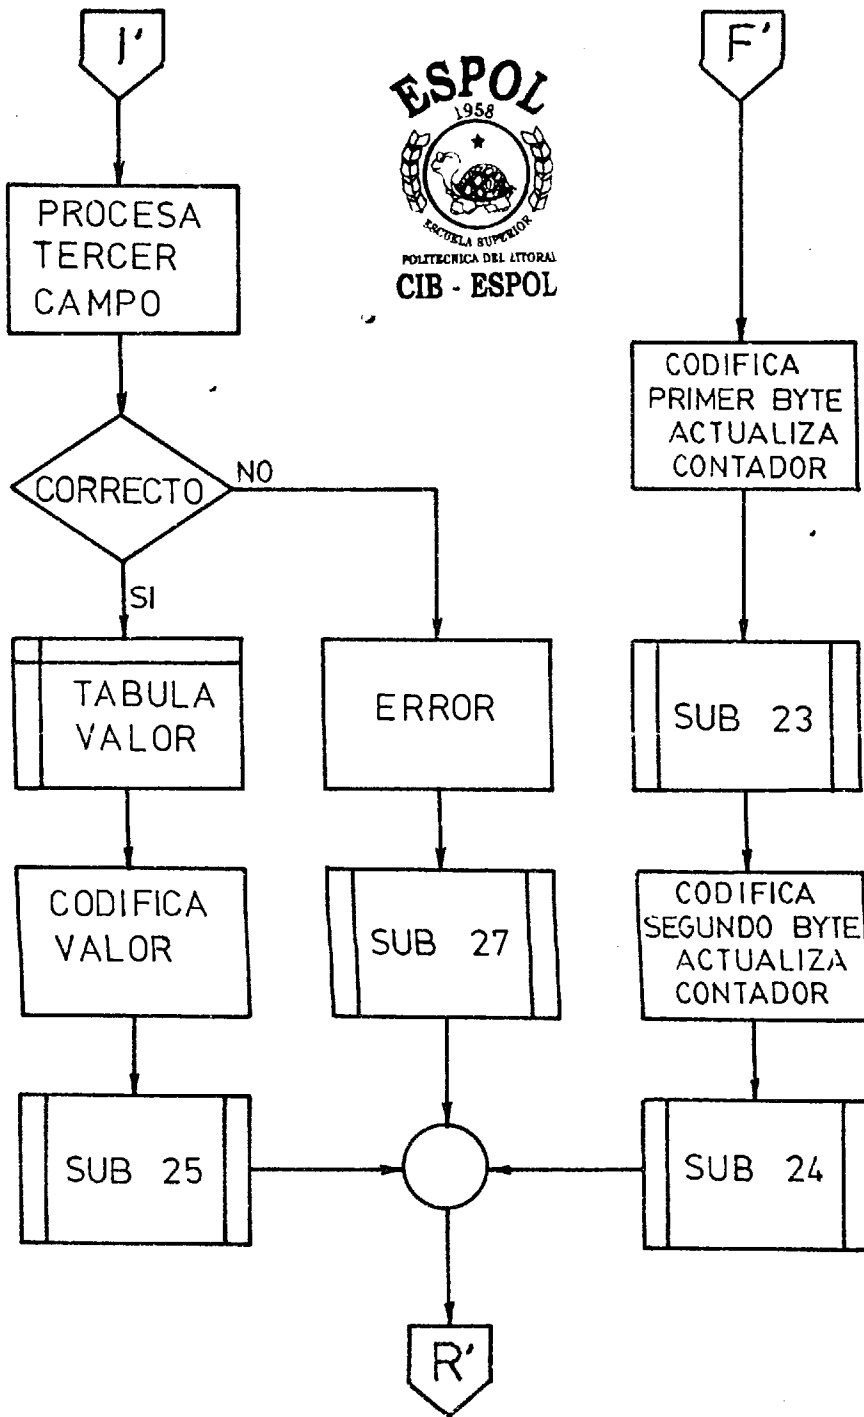 I'
F'
ESPOL
1958
ESCUELA SUPERIOR
POLITECNICA DEL LITORAL
CIB - ESPOL
PROCESA
TERCER
CAMPO
CODIFICA
PRIMER BYTE
ACTUALIZA
CONTADOR
CORRECTO
NO
SI
TABULA
VALOR
ERROR
SUB 23
CODIFICA
VALOR
SUB 27
CODIFICA
SEGUNDO BYTE
ACTUALIZA
CONTADOR
SUB 25
SUB 24
R'